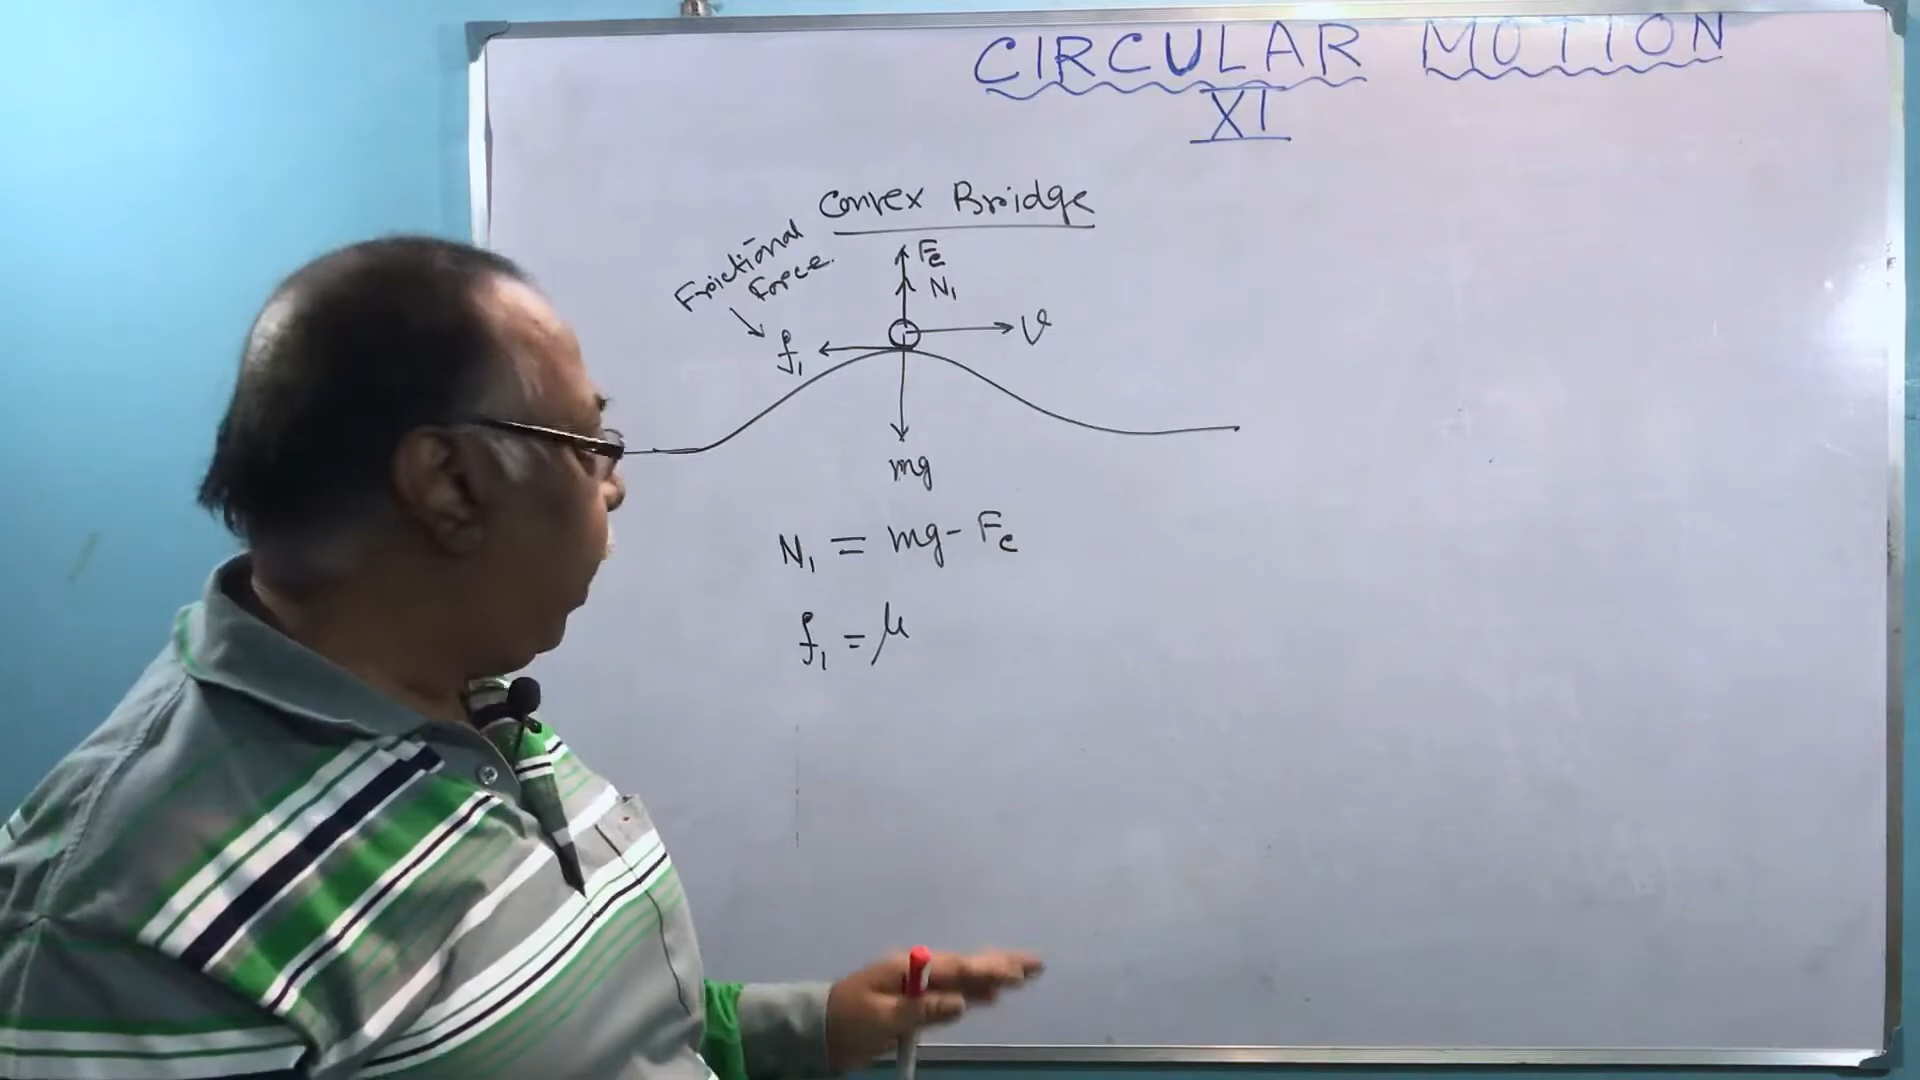 CIRCULAR MOTION
XI
Convex Bridge
Frictional
Force.
Fc
N₁
v
f₁
mg
N₁ = mg - Fc
f₁ = μ